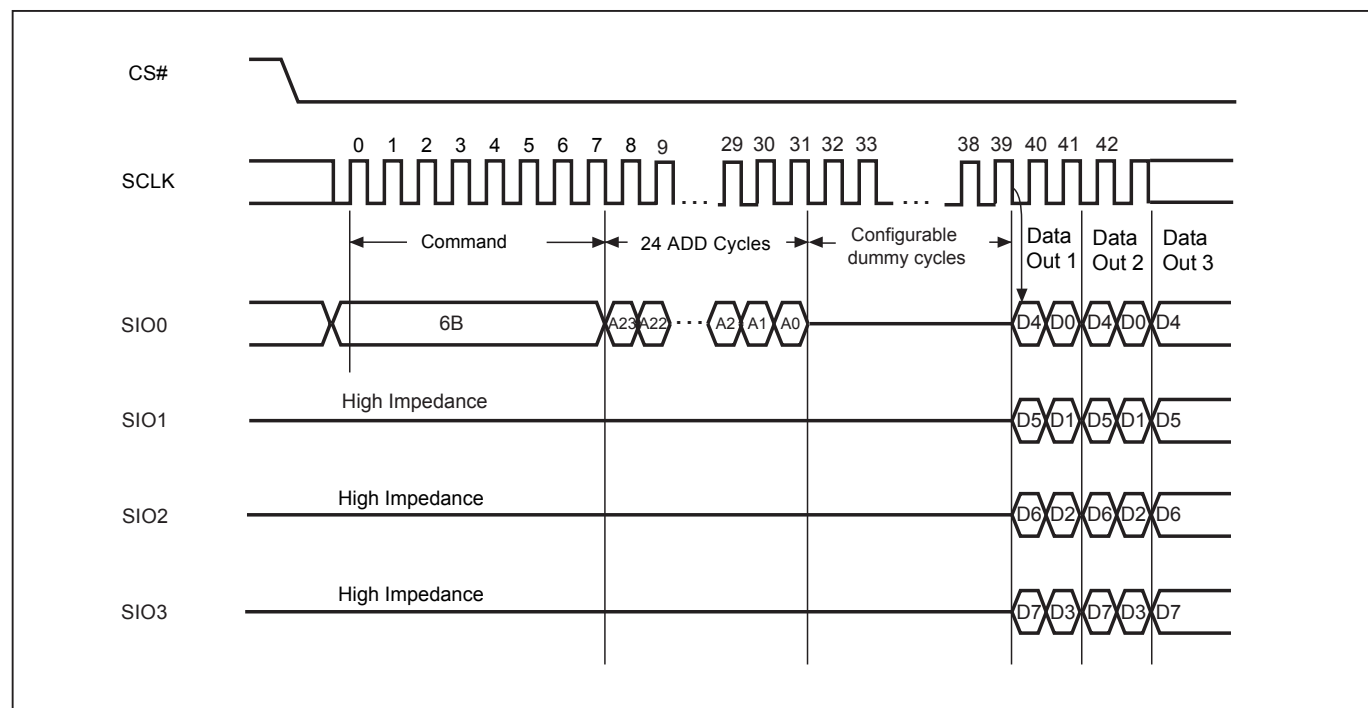 CS#
0 1 2 3 4 5 6 7 8 9 29 30 31 32 33 38 39 40 41 42
SCLK
... ...
Command
24 ADD Cycles
Configurable
dummy cycles
Data
Out 1
Data
Out 2
Data
Out 3
SIO0
6B
A23 A22 ... A2 A1 A0
D4 D0 D4 D0 D4
High Impedance
SIO1
D5 D1 D5 D1 D5
High Impedance
SIO2
D6 D2 D6 D2 D6
High Impedance
SIO3
D7 D3 D7 D3 D7